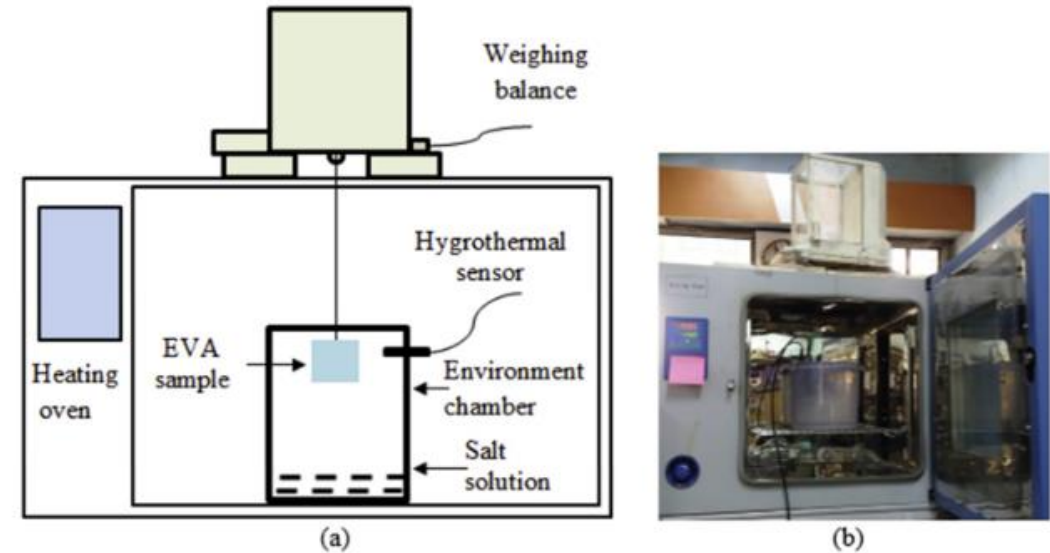 Weighing
balance
Hygrothermal
sensor
EVA
sample
Heating
oven
Environment
chamber
Salt
solution
(a)
(b)